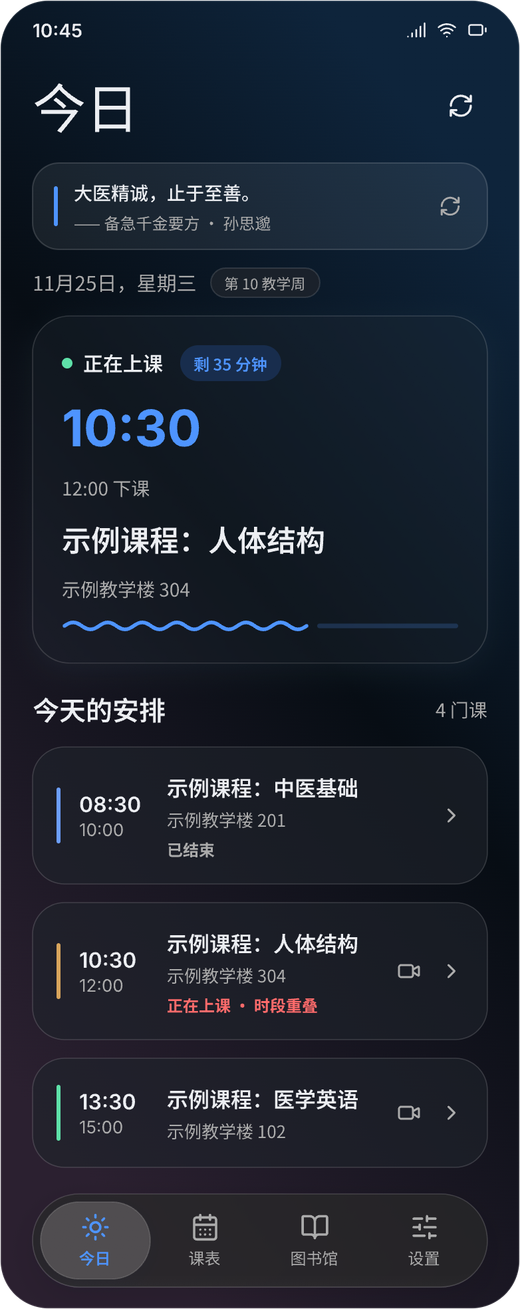 10:45
今日
大医精诚，止于至善。
—— 备急千金要方 · 孙思邈
11月25日，星期三 第 10 教学周
正在上课 剩 35 分钟
10:30
12:00 下课
示例课程：人体结构
示例教学楼 304
今天的安排 4 门课
08:30
10:00
示例课程：中医基础
示例教学楼 201
已结束
10:30
12:00
示例课程：人体结构
示例教学楼 304
正在上课 · 时段重叠
13:30
15:00
示例课程：医学英语
示例教学楼 102
今日 课表 图书馆 设置